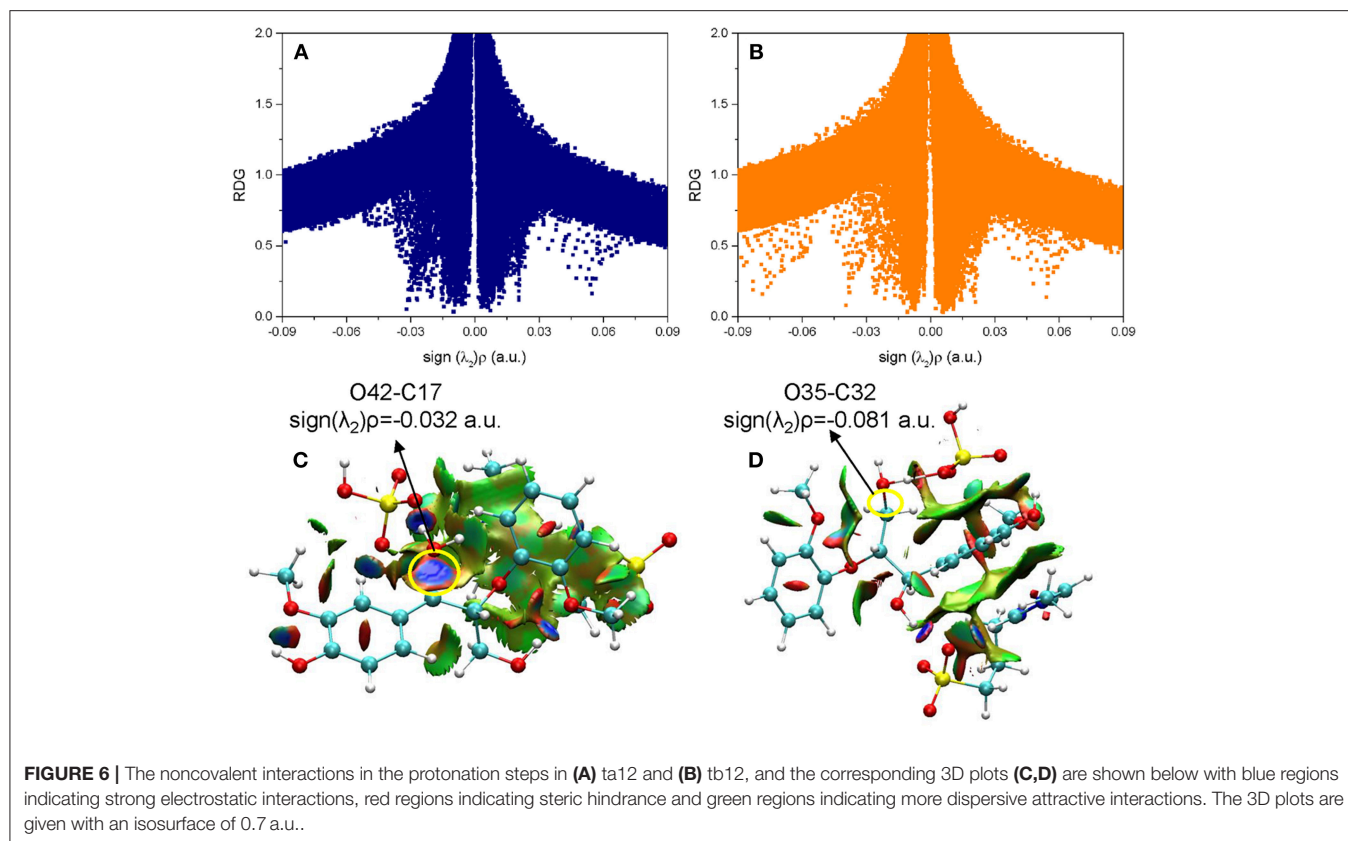 A
2.0
1.5
1.0
0.5
0.0
RDG
-0.09 -0.06 -0.03 0.00 0.03 0.06 0.09
sign (λ₂)ρ (a.u.)
B
2.0
1.5
1.0
0.5
0.0
RDG
-0.09 -0.06 -0.03 0.00 0.03 0.06 0.09
sign (λ₂)ρ (a.u.)
O42-C17
sign(λ₂)ρ=-0.032 a.u.
C
O35-C32
sign(λ₂)ρ=-0.081 a.u.
D
FIGURE 6 | The noncovalent interactions in the protonation steps in (A) ta12 and (B) tb12, and the corresponding 3D plots (C,D) are shown below with blue regions
indicating strong electrostatic interactions, red regions indicating steric hindrance and green regions indicating more dispersive attractive interactions. The 3D plots are
given with an isosurface of 0.7 a.u..